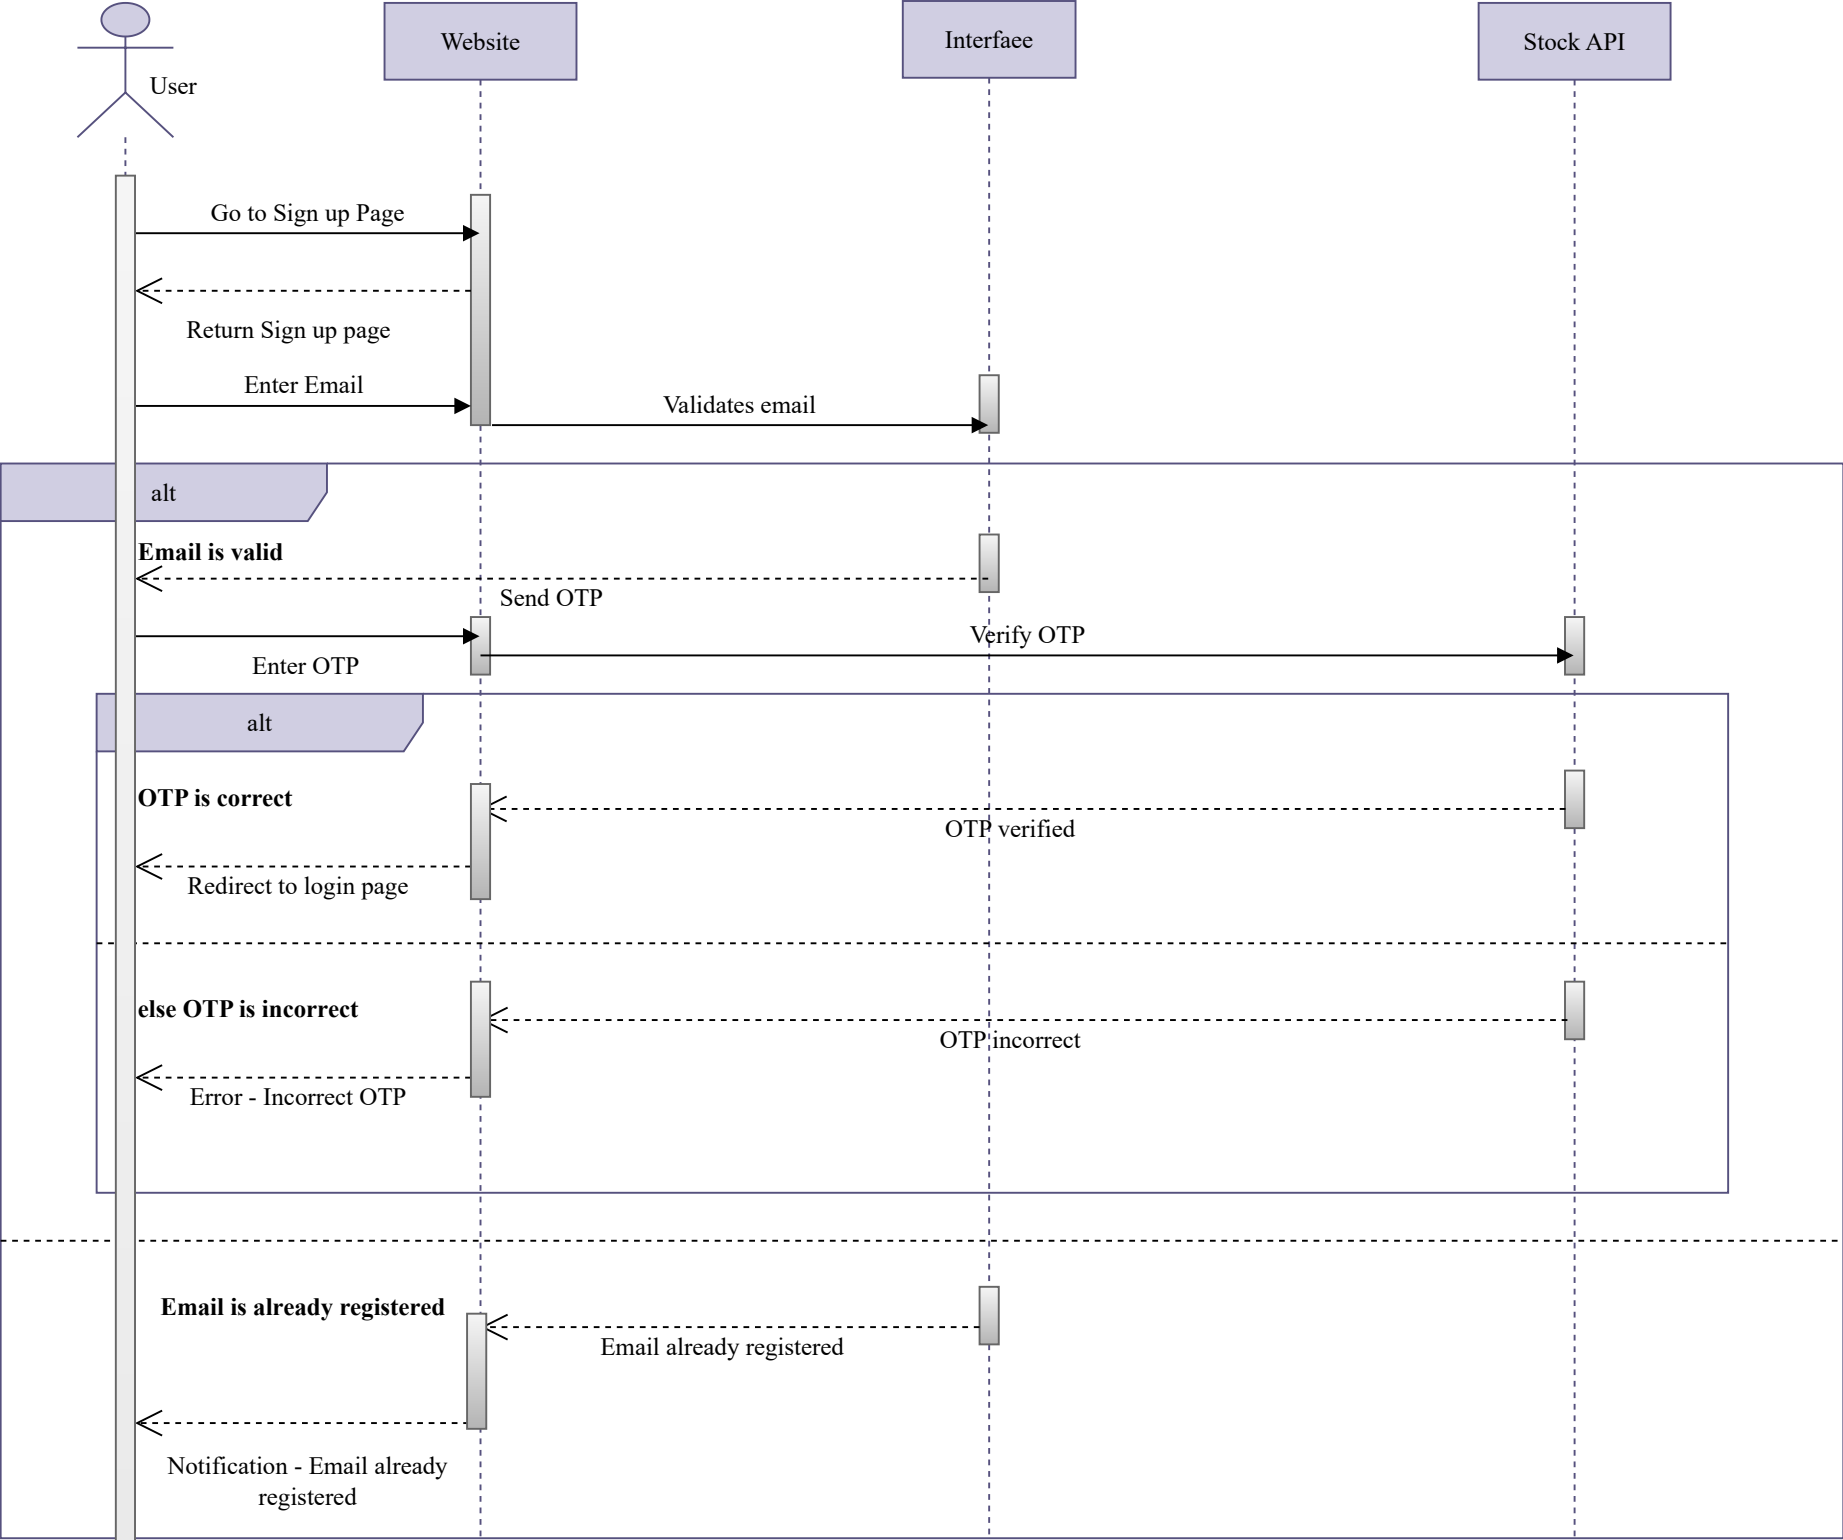 User
Website
Interfaee
Stock API
Go to Sign up Page
Return Sign up page
Enter Email
Validates email
alt
Email is valid
Send OTP
Enter OTP
Verify OTP
alt
OTP is correct
OTP verified
Redirect to login page
else OTP is incorrect
OTP incorrect
Error - Incorrect OTP
Email is already registered
Email already registered
Notification - Email already
registered